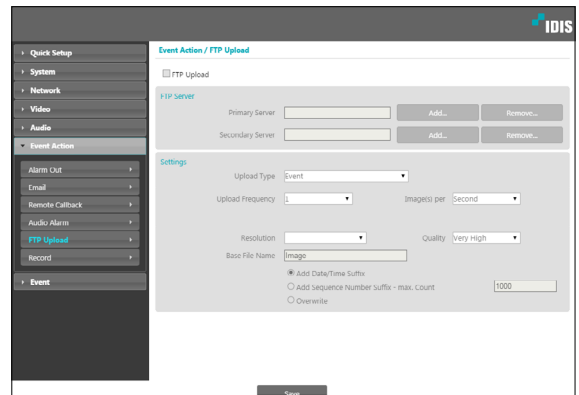 IDIS
Quick Setup
System
Network
Video
Audio
Event Action
Alarm Out
Email
Remote Callback
Audio Alarm
FTP Upload
Record
Event
Event Action / FTP Upload
FTP Upload
FTP Server
Primary Server Add... Remove...
Secondary Server Add... Remove...
Settings
Upload Type Event
Upload Frequency 1 Image(s) per Second
Resolution Quality Very High
Base File Name Image
Add Date/Time Suffix
Add Sequence Number Suffix - max. Count 1000
Overwrite
Save